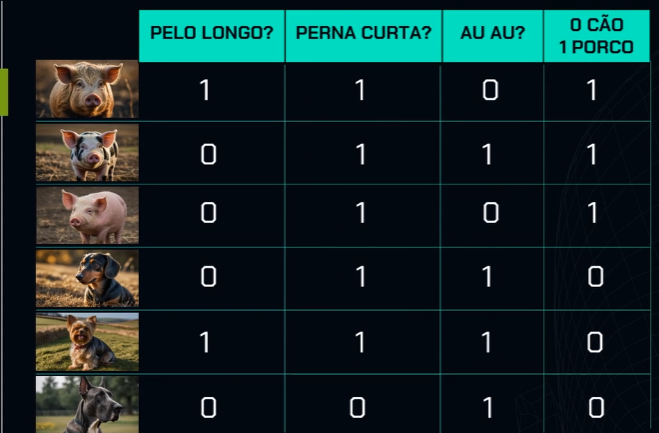 PELO LONGO? PERNA CURTA? AU AU? 0 CÃO
1 PORCO
1 1 0 1
0 1 1 1
0 1 0 1
0 1 1 0
1 1 1 0
0 0 1 0